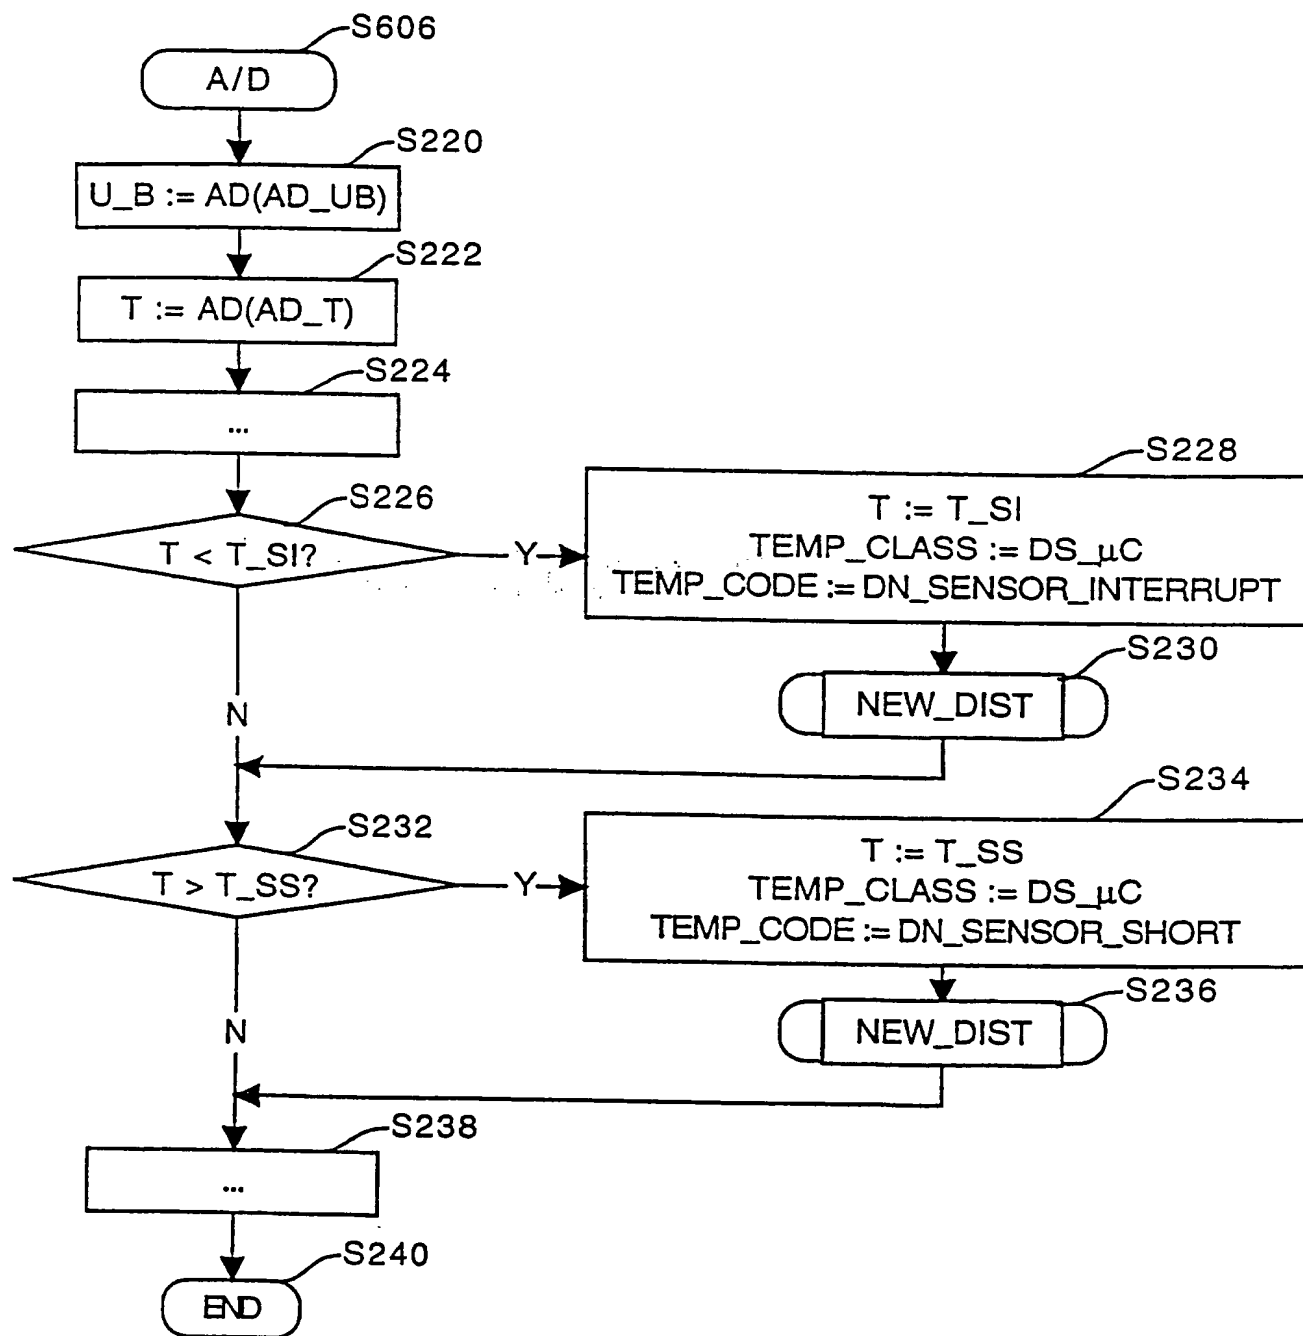 S606
A/D
S220
U_B := AD(AD_UB)
S222
T := AD(AD_T)
S224
...
S226
T < T_SI?
Y
S228
T := T_SI
TEMP_CLASS := DS_μC
TEMP_CODE := DN_SENSOR_INTERRUPT
S230
NEW_DIST
N
S232
T > T_SS?
Y
S234
T := T_SS
TEMP_CLASS := DS_μC
TEMP_CODE := DN_SENSOR_SHORT
S236
NEW_DIST
N
S238
...
S240
END